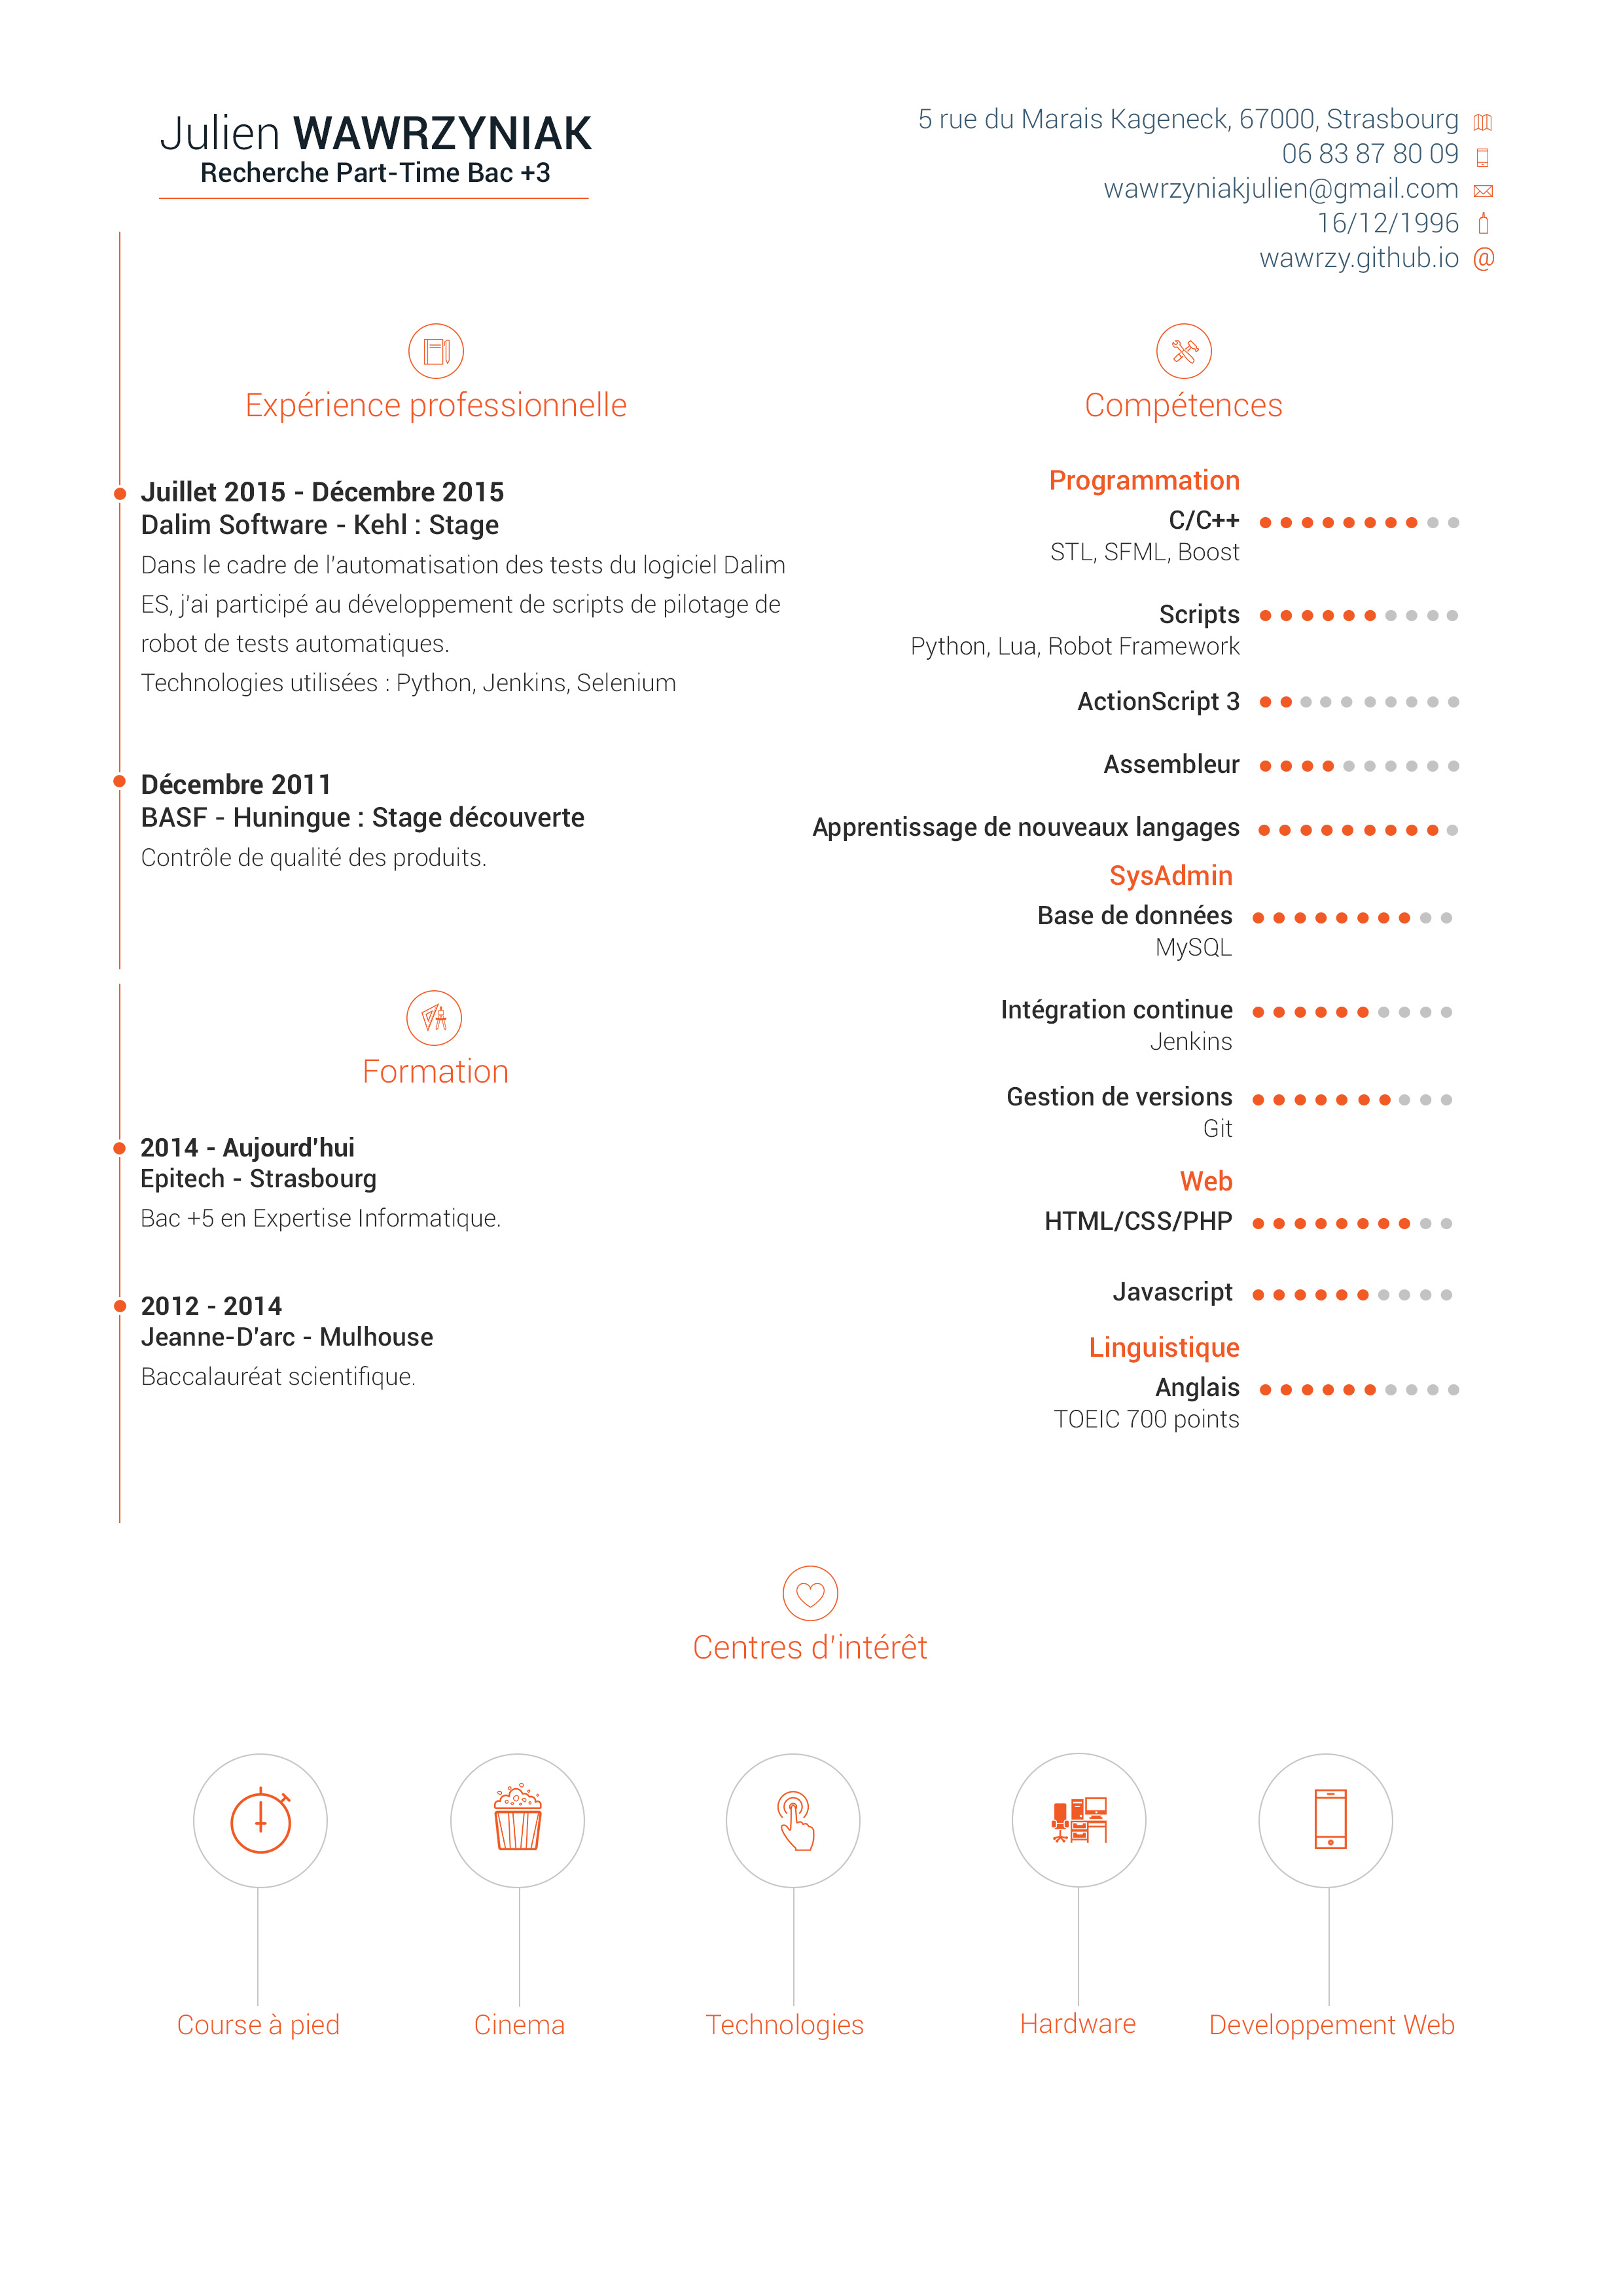 Julien WAWRZYNIAK
Recherche Part-Time Bac +3
5 rue du Marais Kageneck, 67000, Strasbourg
06 83 87 80 09
wawrzyniakjulien@gmail.com
16/12/1996
wawrzy.github.io @
Expérience professionnelle
Juillet 2015 - Décembre 2015
Dalim Software - Kehl : Stage
Dans le cadre de l'automatisation des tests du logiciel Dalim
ES, j'ai participé au développement de scripts de pilotage de
robot de tests automatiques.
Technologies utilisées : Python, Jenkins, Selenium
Décembre 2011
BASF - Huningue : Stage découverte
Contrôle de qualité des produits.
Formation
2014 - Aujourd'hui
Epitech - Strasbourg
Bac +5 en Expertise Informatique.
2012 - 2014
Jeanne-D'arc - Mulhouse
Baccalauréat scientifique.
Compétences
Programmation
C/C++
STL, SFML, Boost
Scripts
Python, Lua, Robot Framework
ActionScript 3
Assembleur
Apprentissage de nouveaux langages
SysAdmin
Base de données
MySQL
Intégration continue
Jenkins
Gestion de versions
Git
Web
HTML/CSS/PHP
Javascript
Linguistique
Anglais
TOEIC 700 points
Centres d'intérêt
Course à pied
Cinema
Technologies
Hardware
Developpement Web